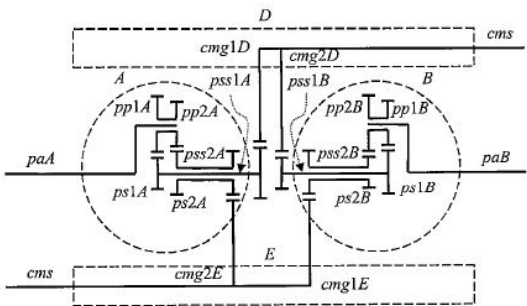 D
cms
cmg1D
cmg2D
A
pss1A
pss1B
B
pp1A
pp2A
pp2B
pp1B
pss2A
pss2B
paA
paB
ps1A
ps2A
ps2B
ps1B
E
cms
cmg2E
cmg1E